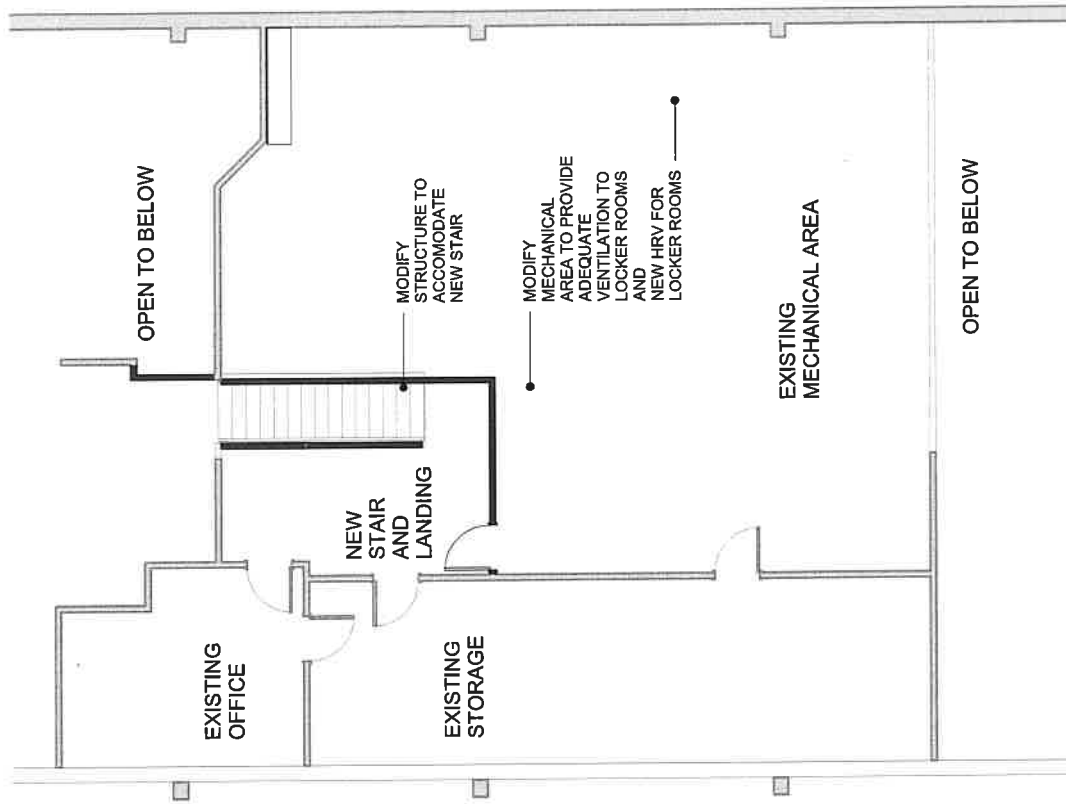 OPEN TO BELOW
EXISTING
OFFICE
NEW
STAIR
AND
LANDING
MODIFY
STRUCTURE TO
ACCOMODATE
NEW STAIR
EXISTING
STORAGE
MODIFY
MECHANICAL
AREA TO PROVIDE
ADEQUATE
VENTILATION TO
LOCKER ROOMS
AND
NEW HRV FOR
LOCKER ROOMS
EXISTING
MECHANICAL AREA
OPEN TO BELOW